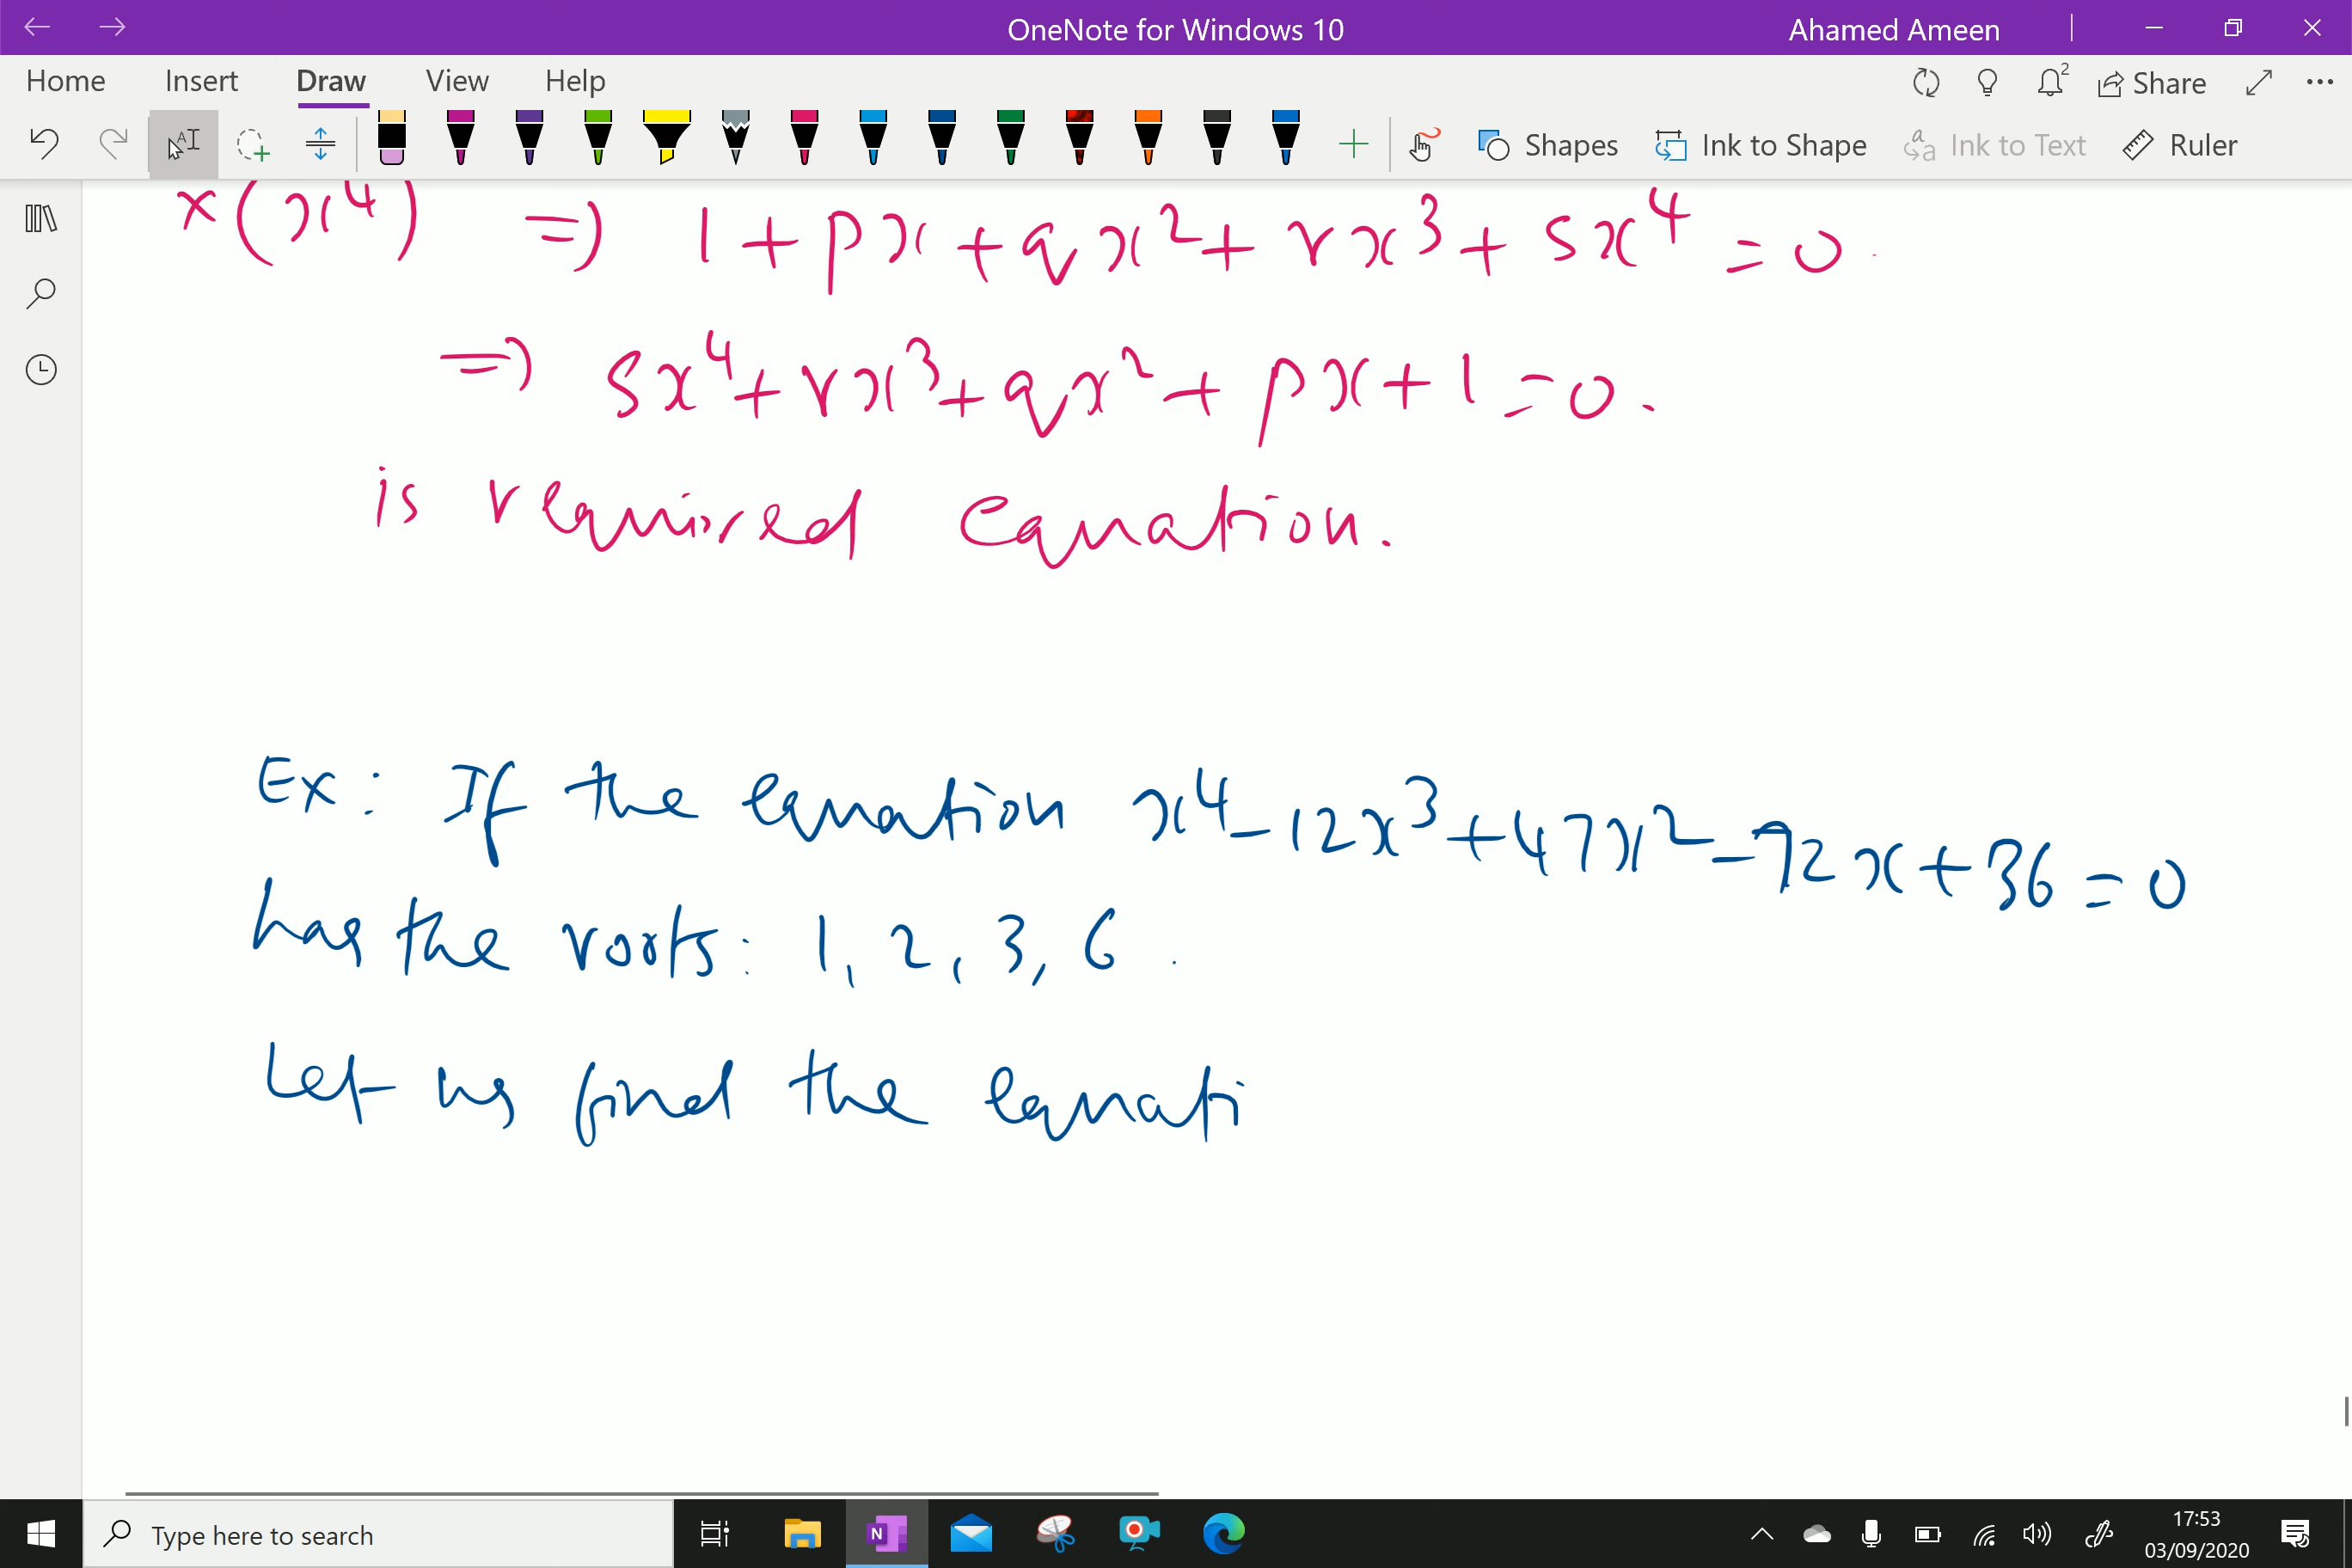 OneNote for Windows 10 Ahamed Ameen
Home Insert Draw View Help 2 Share
Shapes Ink to Shape Ink to Text Ruler
×(x⁴) ⇒ 1 + px + qx² + rx³ + sx⁴ = 0.
⇒ sx⁴ + rx³ + qx² + px + 1 = 0.
is required equation.
Ex: If the equation x⁴ - 12x³ + 47x² - 72x + 36 = 0
has the roots: 1, 2, 3, 6.
Let us find the equati
Type here to search 17:53
03/09/2020